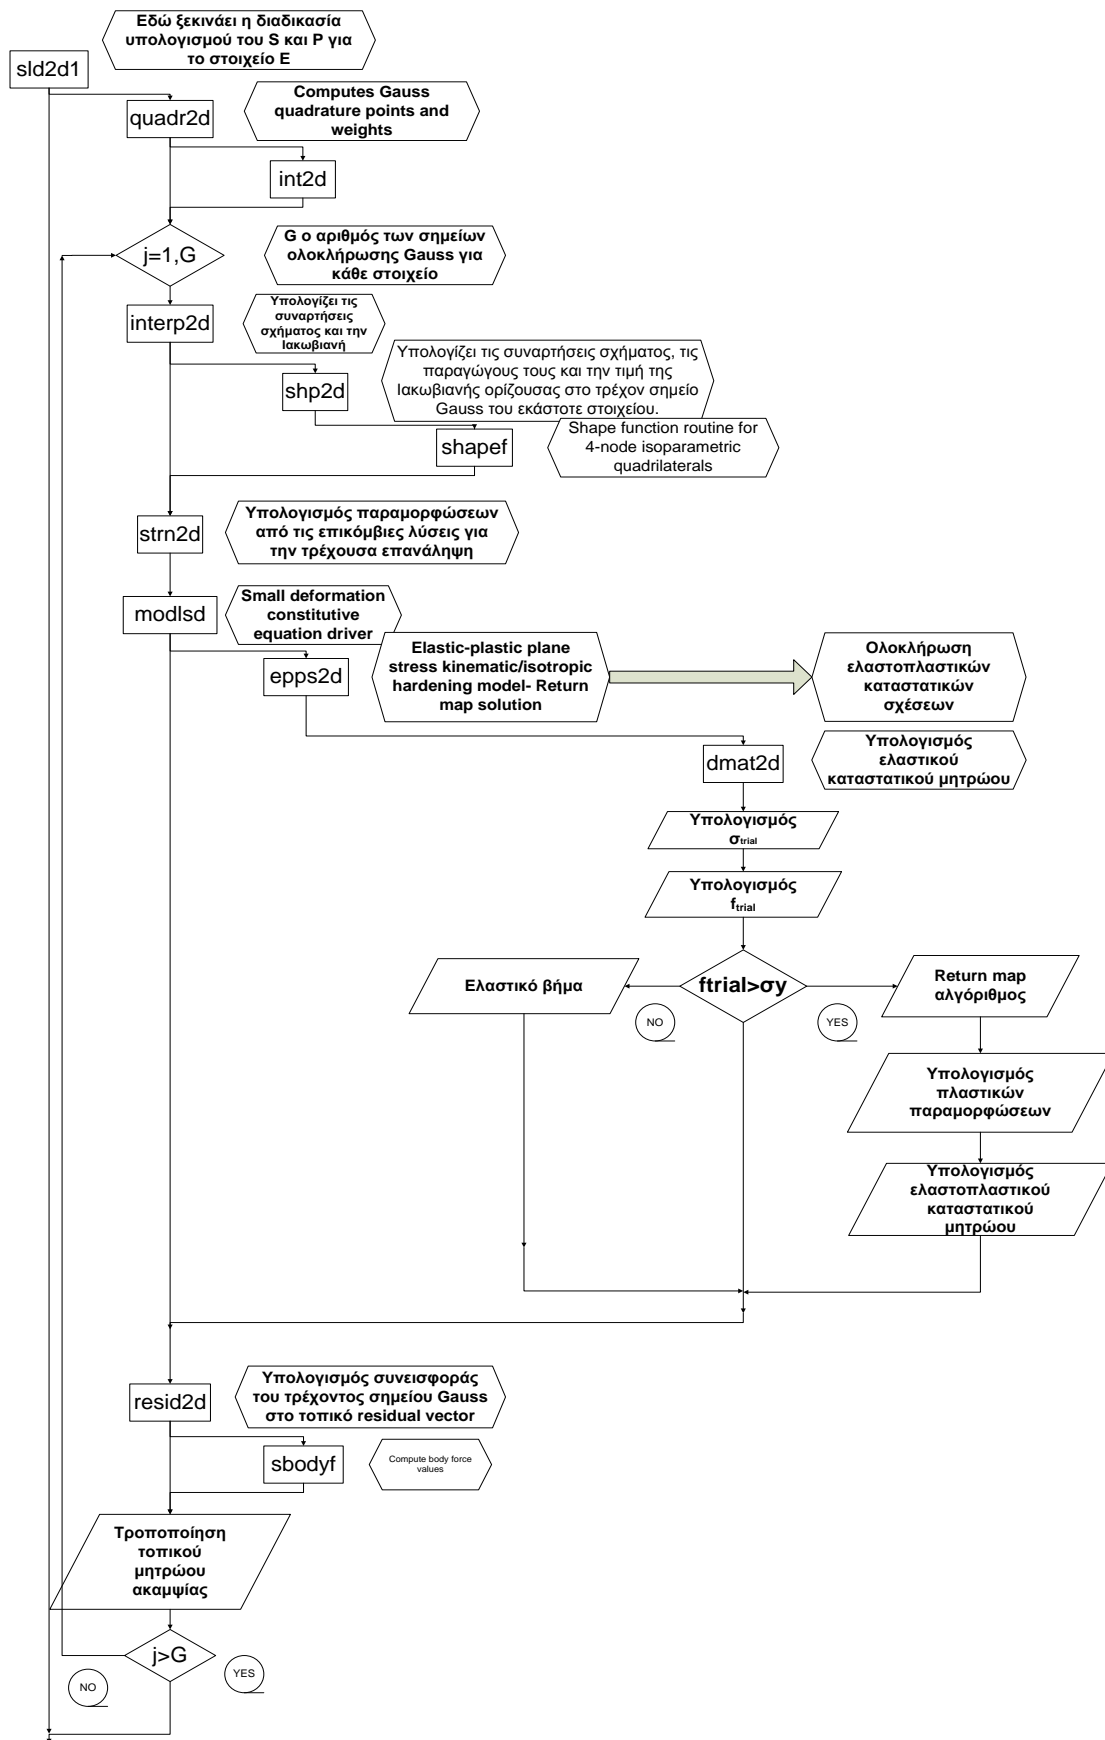 Εδώ ξεκινάει η διαδικασία
υπολογισμού του S και P για
το στοιχείο Ε
sld2d1
Computes Gauss
quadrature points and
weights
quadr2d
int2d
j=1,G
G ο αριθμός των σημείων
ολοκλήρωσης Gauss για
κάθε στοιχείο
interp2d
Υπολογίζει τις
συναρτήσεις
σχήματος και την
Ιακωβιανή
shp2d
Υπολογίζει τις συναρτήσεις σχήματος, τις
παραγώγους τους και την τιμή της
Ιακωβιανής ορίζουσας στο τρέχον σημείο
Gauss του εκάστοτε στοιχείου.
shapef
Shape function routine for
4-node isoparametric
quadrilaterals
strn2d
Υπολογισμός παραμορφώσεων
από τις επικόμβιες λύσεις για
την τρέχουσα επανάληψη
modlsd
Small deformation
constitutive
equation driver
epps2d
Elastic-plastic plane
stress kinematic/isotropic
hardening model- Return
map solution
Ολοκλήρωση
ελαστοπλαστικών
καταστατικών
σχέσεων
dmat2d
Υπολογισμός
ελαστικού
καταστατικού μητρώου
Υπολογισμός
σtrial
Υπολογισμός
ftrial
Ελαστικό βήμα
ftrial>σy
Return map
αλγόριθμος
NO
YES
Υπολογισμός
πλαστικών
παραμορφώσεων
Υπολογισμός
ελαστοπλαστικού
καταστατικού
μητρώου
resid2d
Υπολογισμός συνεισφοράς
του τρέχοντος σημείου Gauss
στο τοπικό residual vector
sbodyf
Compute body force
values
Τροποποίηση
τοπικού
μητρώου
ακαμψίας
j>G
NO
YES